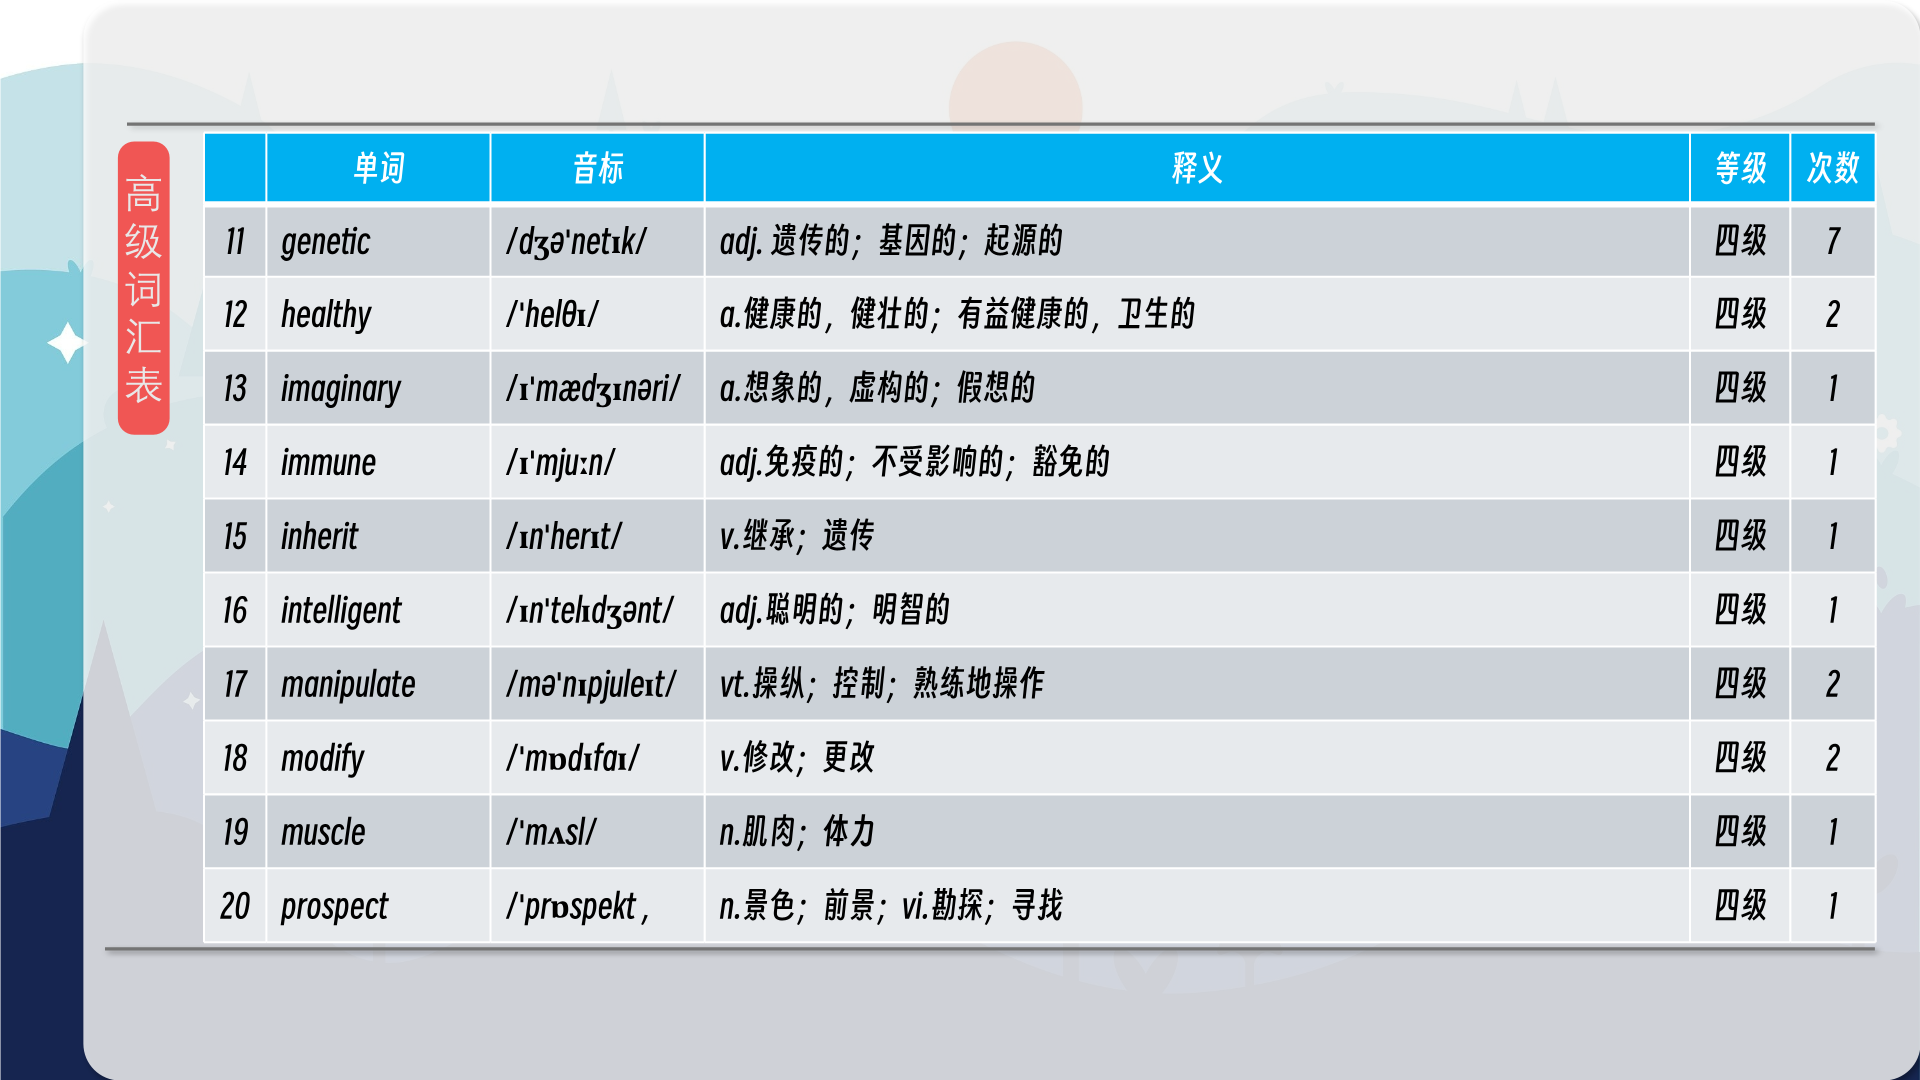 高级词汇表
单词 音标 释义 等级 次数
11 genetic /dʒə'netɪk/ adj. 遗传的；基因的；起源的 四级 7
12 healthy /'helθɪ/ a.健康的，健壮的；有益健康的，卫生的 四级 2
13 imaginary /ɪ'mædʒɪnəri/ a.想象的，虚构的；假想的 四级 1
14 immune /ɪ'mjuːn/ adj.免疫的；不受影响的；豁免的 四级 1
15 inherit /ɪn'herɪt/ v.继承；遗传 四级 1
16 intelligent /ɪn'telɪdʒənt/ adj.聪明的；明智的 四级 1
17 manipulate /mə'nɪpjuleɪt/ vt.操纵；控制；熟练地操作 四级 2
18 modify /'mɒdɪfaɪ/ v.修改；更改 四级 2
19 muscle /'mʌsl/ n.肌肉；体力 四级 1
20 prospect /'prɒspekt， n.景色；前景；vi.勘探；寻找 四级 1